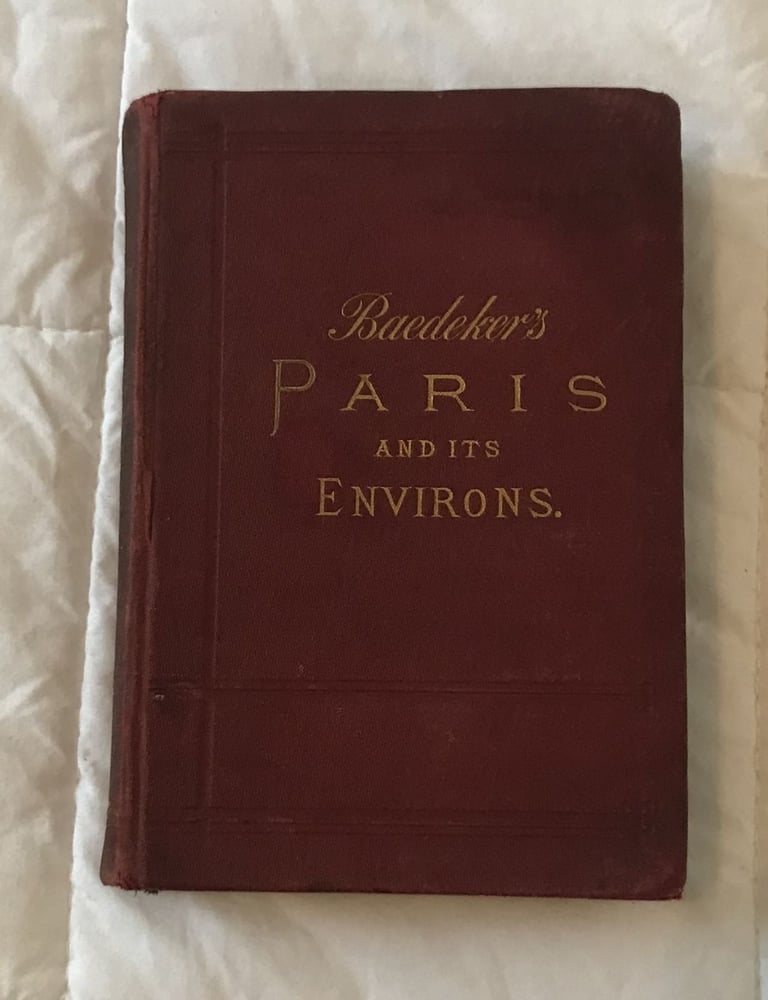 Baedeker's
PARIS
AND ITS
ENVIRONS.